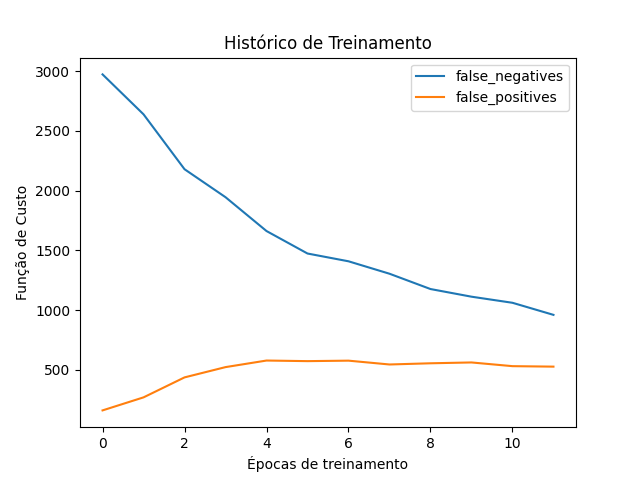 Histórico de Treinamento
false_negatives
false_positives
3000
2500
2000
1500
1000
500
Função de Custo
0 2 4 6 8 10
Épocas de treinamento